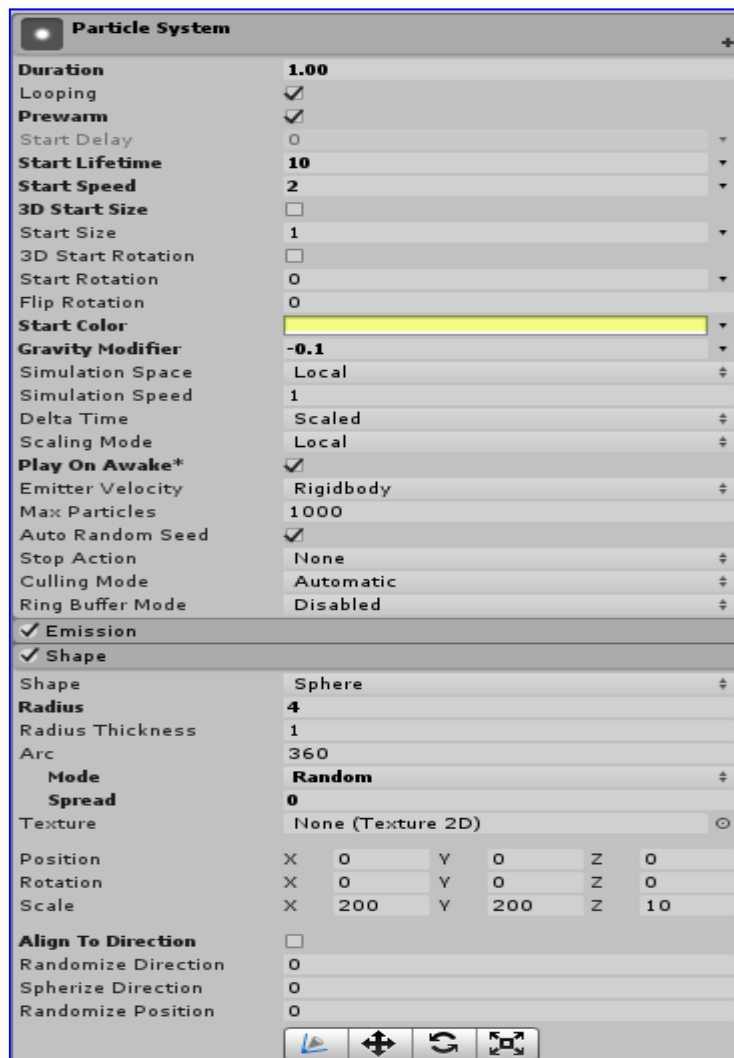 Particle System
Duration 1.00
Looping
Prewarm
Start Delay 0
Start Lifetime 10
Start Speed 2
3D Start Size
Start Size 1
3D Start Rotation
Start Rotation 0
Flip Rotation 0
Start Color
Gravity Modifier -0.1
Simulation Space Local
Simulation Speed 1
Delta Time Scaled
Scaling Mode Local
Play On Awake*
Emitter Velocity Rigidbody
Max Particles 1000
Auto Random Seed
Stop Action None
Culling Mode Automatic
Ring Buffer Mode Disabled
Emission
Shape
Shape Sphere
Radius 4
Radius Thickness 1
Arc 360
Mode Random
Spread 0
Texture None (Texture 2D)
Position X 0 Y 0 Z 0
Rotation X 0 Y 0 Z 0
Scale X 200 Y 200 Z 10
Align To Direction
Randomize Direction 0
Spherize Direction 0
Randomize Position 0